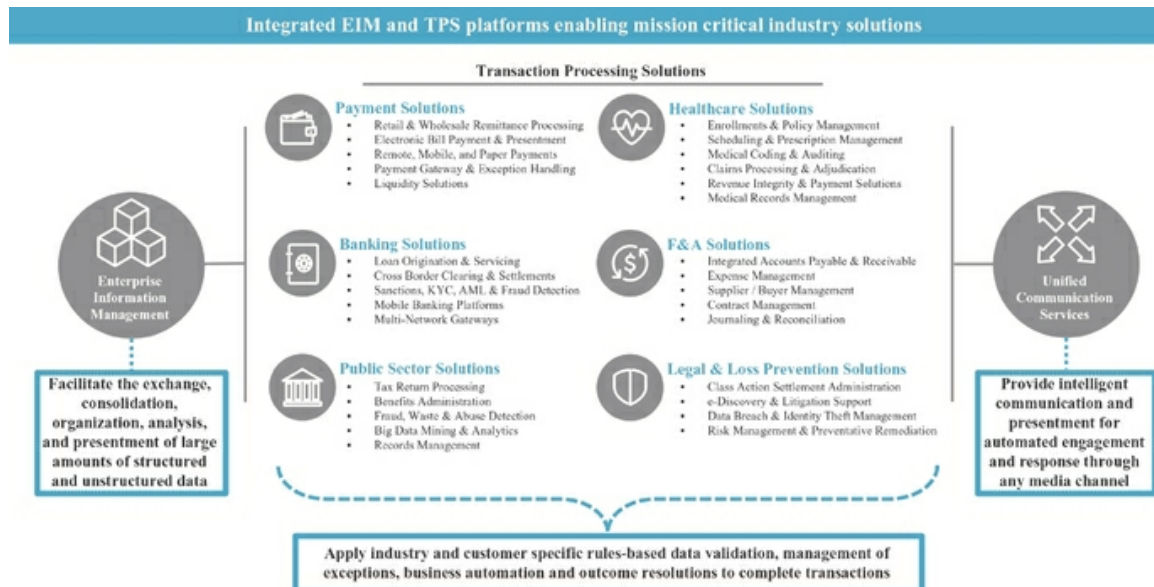 Integrated EIM and TPS platforms enabling mission critical industry solutions
Transaction Processing Solutions
Payment Solutions
• Retail & Wholesale Remittance Processing
• Electronic Bill Payment & Presentment
• Remote, Mobile, and Paper Payments
• Payment Gateway & Exception Handling
• Liquidity Solutions
Healthcare Solutions
• Enrollments & Policy Management
• Scheduling & Prescription Management
• Medical Coding & Auditing
• Claims Processing & Adjudication
• Revenue Integrity & Payment Solutions
• Medical Records Management
Enterprise
Information
Management
Banking Solutions
• Loan Origination & Servicing
• Cross Border Clearing & Settlements
• Sanctions, KYC, AML & Fraud Detection
• Mobile Banking Platforms
• Multi-Network Gateways
F&A Solutions
• Integrated Accounts Payable & Receivable
• Expense Management
• Supplier / Buyer Management
• Contract Management
• Journaling & Reconciliation
Unified
Communication
Services
Facilitate the exchange,
consolidation,
organization, analysis,
and presentment of large
amounts of structured
and unstructured data
Public Sector Solutions
• Tax Return Processing
• Benefits Administration
• Fraud, Waste & Abuse Detection
• Big Data Mining & Analytics
• Records Management
Legal & Loss Prevention Solutions
• Class Action Settlement Administration
• e-Discovery & Litigation Support
• Data Breach & Identity Theft Management
• Risk Management & Preventative Remediation
Provide intelligent
communication and
presentment for
automated engagement
and response through
any media channel
Apply industry and customer specific rules-based data validation, management of
exceptions, business automation and outcome resolutions to complete transactions